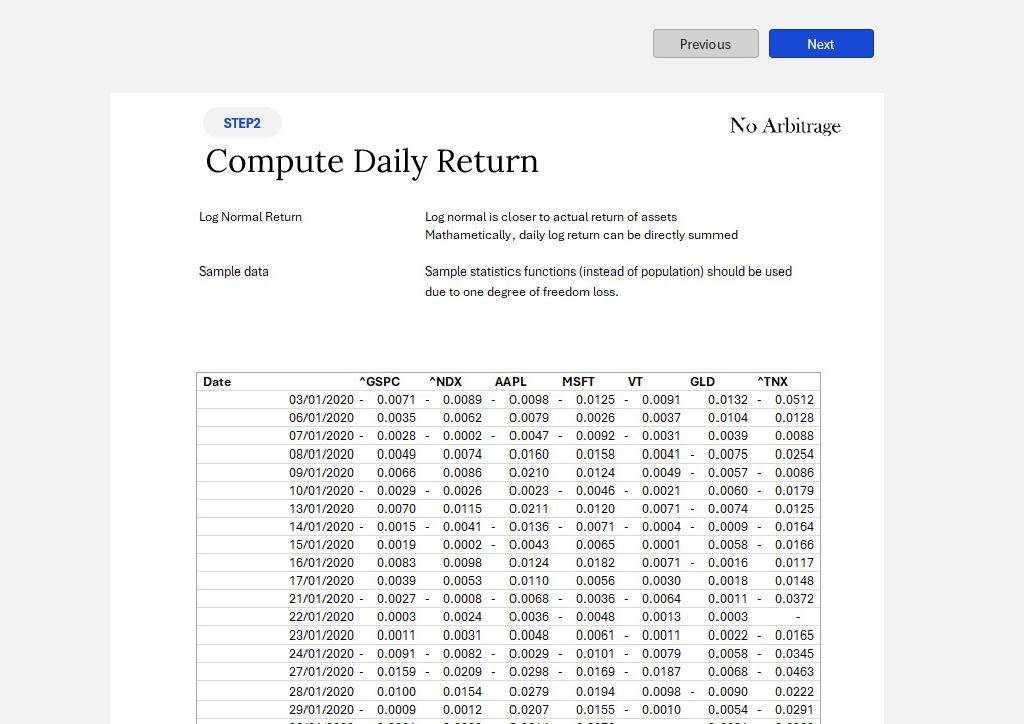 Previous Next
STEP2
No Arbitrage
Compute Daily Return
Log Normal Return Log normal is closer to actual return of assets
Mathametically, daily log return can be directly summed
Sample data Sample statistics functions (instead of population) should be used
due to one degree of freedom loss.
Date ^GSPC ^NDX AAPL MSFT VT GLD ^TNX
03/01/2020 - 0.0071 - 0.0089 - 0.0098 - 0.0125 - 0.0091 0.0132 - 0.0512
06/01/2020 0.0035 0.0062 0.0079 0.0026 0.0037 0.0104 0.0128
07/01/2020 - 0.0028 - 0.0002 - 0.0047 - 0.0092 - 0.0031 0.0039 0.0088
08/01/2020 0.0049 0.0074 0.0160 0.0158 0.0041 - 0.0075 0.0254
09/01/2020 0.0066 0.0086 0.0210 0.0124 0.0049 - 0.0057 - 0.0086
10/01/2020 - 0.0029 - 0.0026 0.0023 - 0.0046 - 0.0021 0.0060 - 0.0179
13/01/2020 0.0070 0.0115 0.0211 0.0120 0.0071 - 0.0074 0.0125
14/01/2020 - 0.0015 - 0.0041 - 0.0136 - 0.0071 - 0.0004 - 0.0009 - 0.0164
15/01/2020 0.0019 0.0002 - 0.0043 0.0065 0.0001 0.0058 - 0.0166
16/01/2020 0.0083 0.0098 0.0124 0.0182 0.0071 - 0.0016 0.0117
17/01/2020 0.0039 0.0053 0.0110 0.0056 0.0030 0.0018 0.0148
21/01/2020 - 0.0027 - 0.0008 - 0.0068 - 0.0036 - 0.0064 0.0011 - 0.0372
22/01/2020 0.0003 0.0024 0.0036 - 0.0048 0.0013 0.0003 -
23/01/2020 0.0011 0.0031 0.0048 0.0061 - 0.0011 0.0022 - 0.0165
24/01/2020 - 0.0091 - 0.0082 - 0.0029 - 0.0101 - 0.0079 0.0058 - 0.0345
27/01/2020 - 0.0159 - 0.0209 - 0.0298 - 0.0169 - 0.0187 0.0068 - 0.0463
28/01/2020 0.0100 0.0154 0.0279 0.0194 0.0098 - 0.0090 0.0222
29/01/2020 - 0.0009 0.0012 0.0207 0.0155 - 0.0010 0.0054 - 0.0291